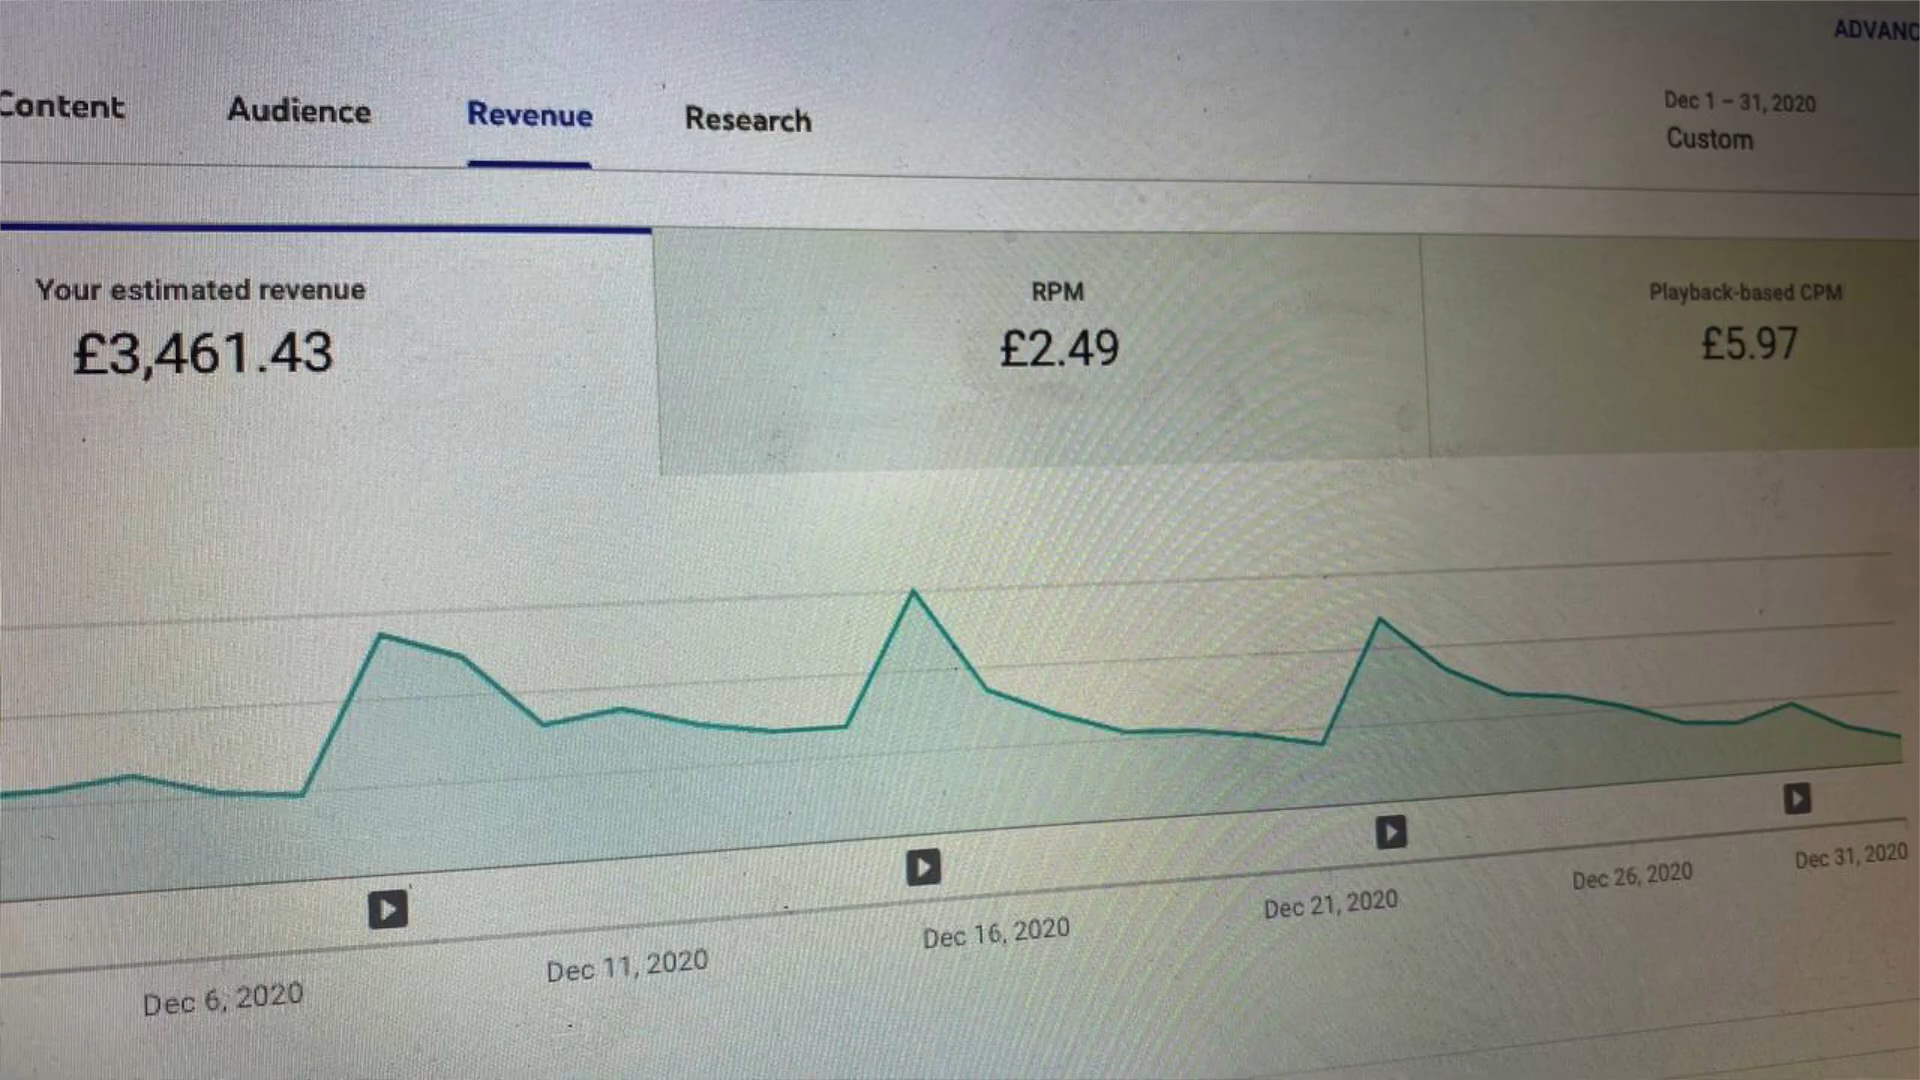 ADVANC
Content Audience Revenue Research
Dec 1 – 31, 2020
Custom
Your estimated revenue
£3,461.43
RPM
£2.49
Playback-based CPM
£5.97
Dec 6, 2020
Dec 11, 2020
Dec 16, 2020
Dec 21, 2020
Dec 26, 2020
Dec 31, 2020